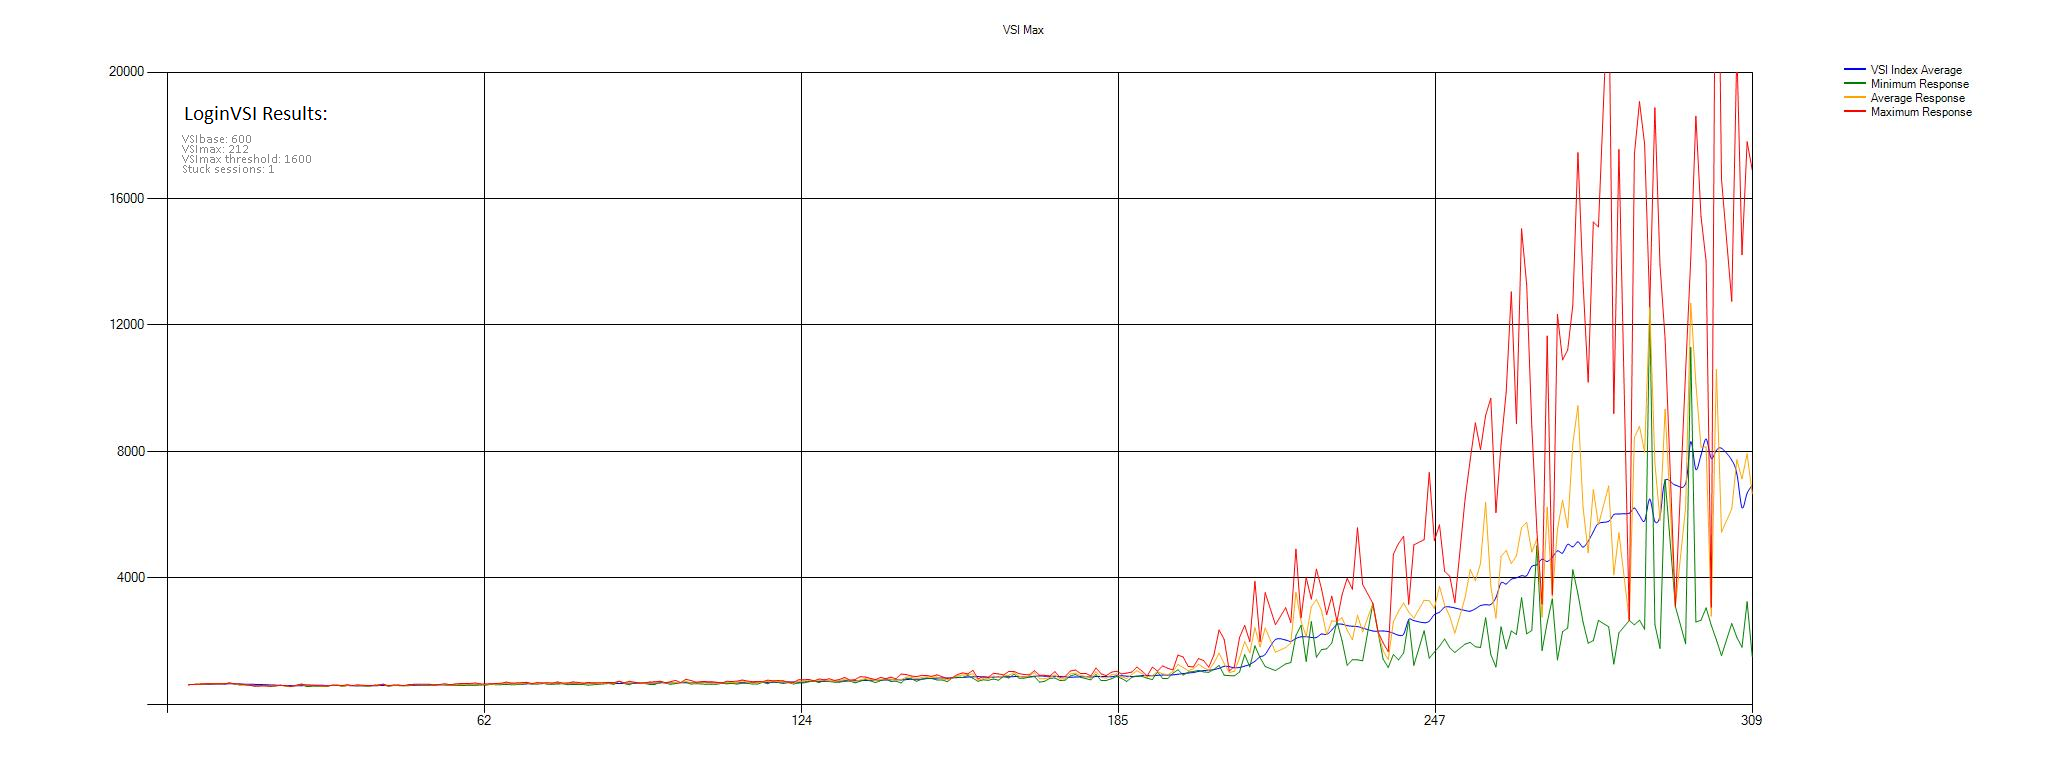 VSI Max
20000
16000
12000
8000
4000
LoginVSI Results:
VSIbase: 600
VSImax: 212
VSImax threshold: 1600
Stuck sessions: 1
62
124
185
247
309
VSI Index Average
Minimum Response
Average Response
Maximum Response